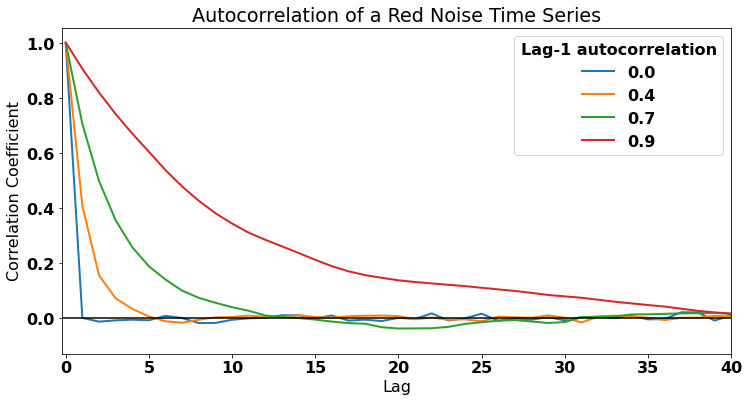 Autocorrelation of a Red Noise Time Series
Correlation Coefficient
1.0
0.8
0.6
0.4
0.2
0.0
Lag-1 autocorrelation
0.0
0.4
0.7
0.9
0 5 10 15 20 25 30 35 40
Lag